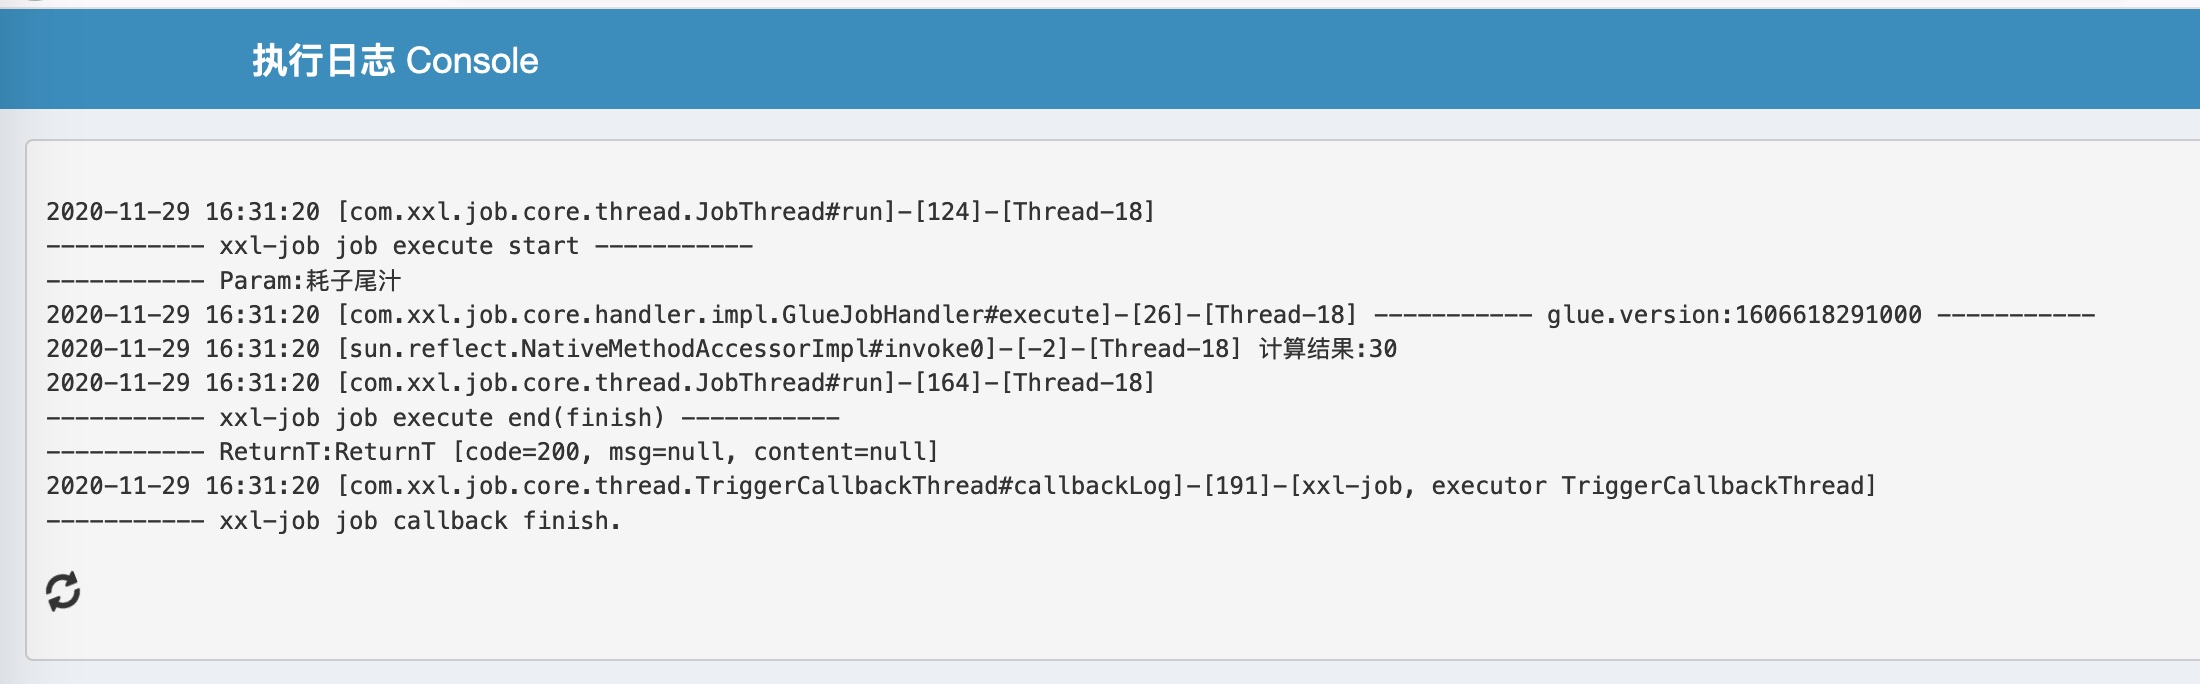 执行日志 Console
2020-11-29 16:31:20 [com.xxl.job.core.thread.JobThread#run]-[124]-[Thread-18]
----------- xxl-job job execute start -----------
----------- Param:耗子尾汁
2020-11-29 16:31:20 [com.xxl.job.core.handler.impl.GlueJobHandler#execute]-[26]-[Thread-18] ----------- glue.version:1606618291000 -----------
2020-11-29 16:31:20 [sun.reflect.NativeMethodAccessorImpl#invoke0]-[-2]-[Thread-18] 计算结果:30
2020-11-29 16:31:20 [com.xxl.job.core.thread.JobThread#run]-[164]-[Thread-18]
----------- xxl-job job execute end(finish) -----------
----------- ReturnT:ReturnT [code=200, msg=null, content=null]
2020-11-29 16:31:20 [com.xxl.job.core.thread.TriggerCallbackThread#callbackLog]-[191]-[xxl-job, executor TriggerCallbackThread]
----------- xxl-job job callback finish.